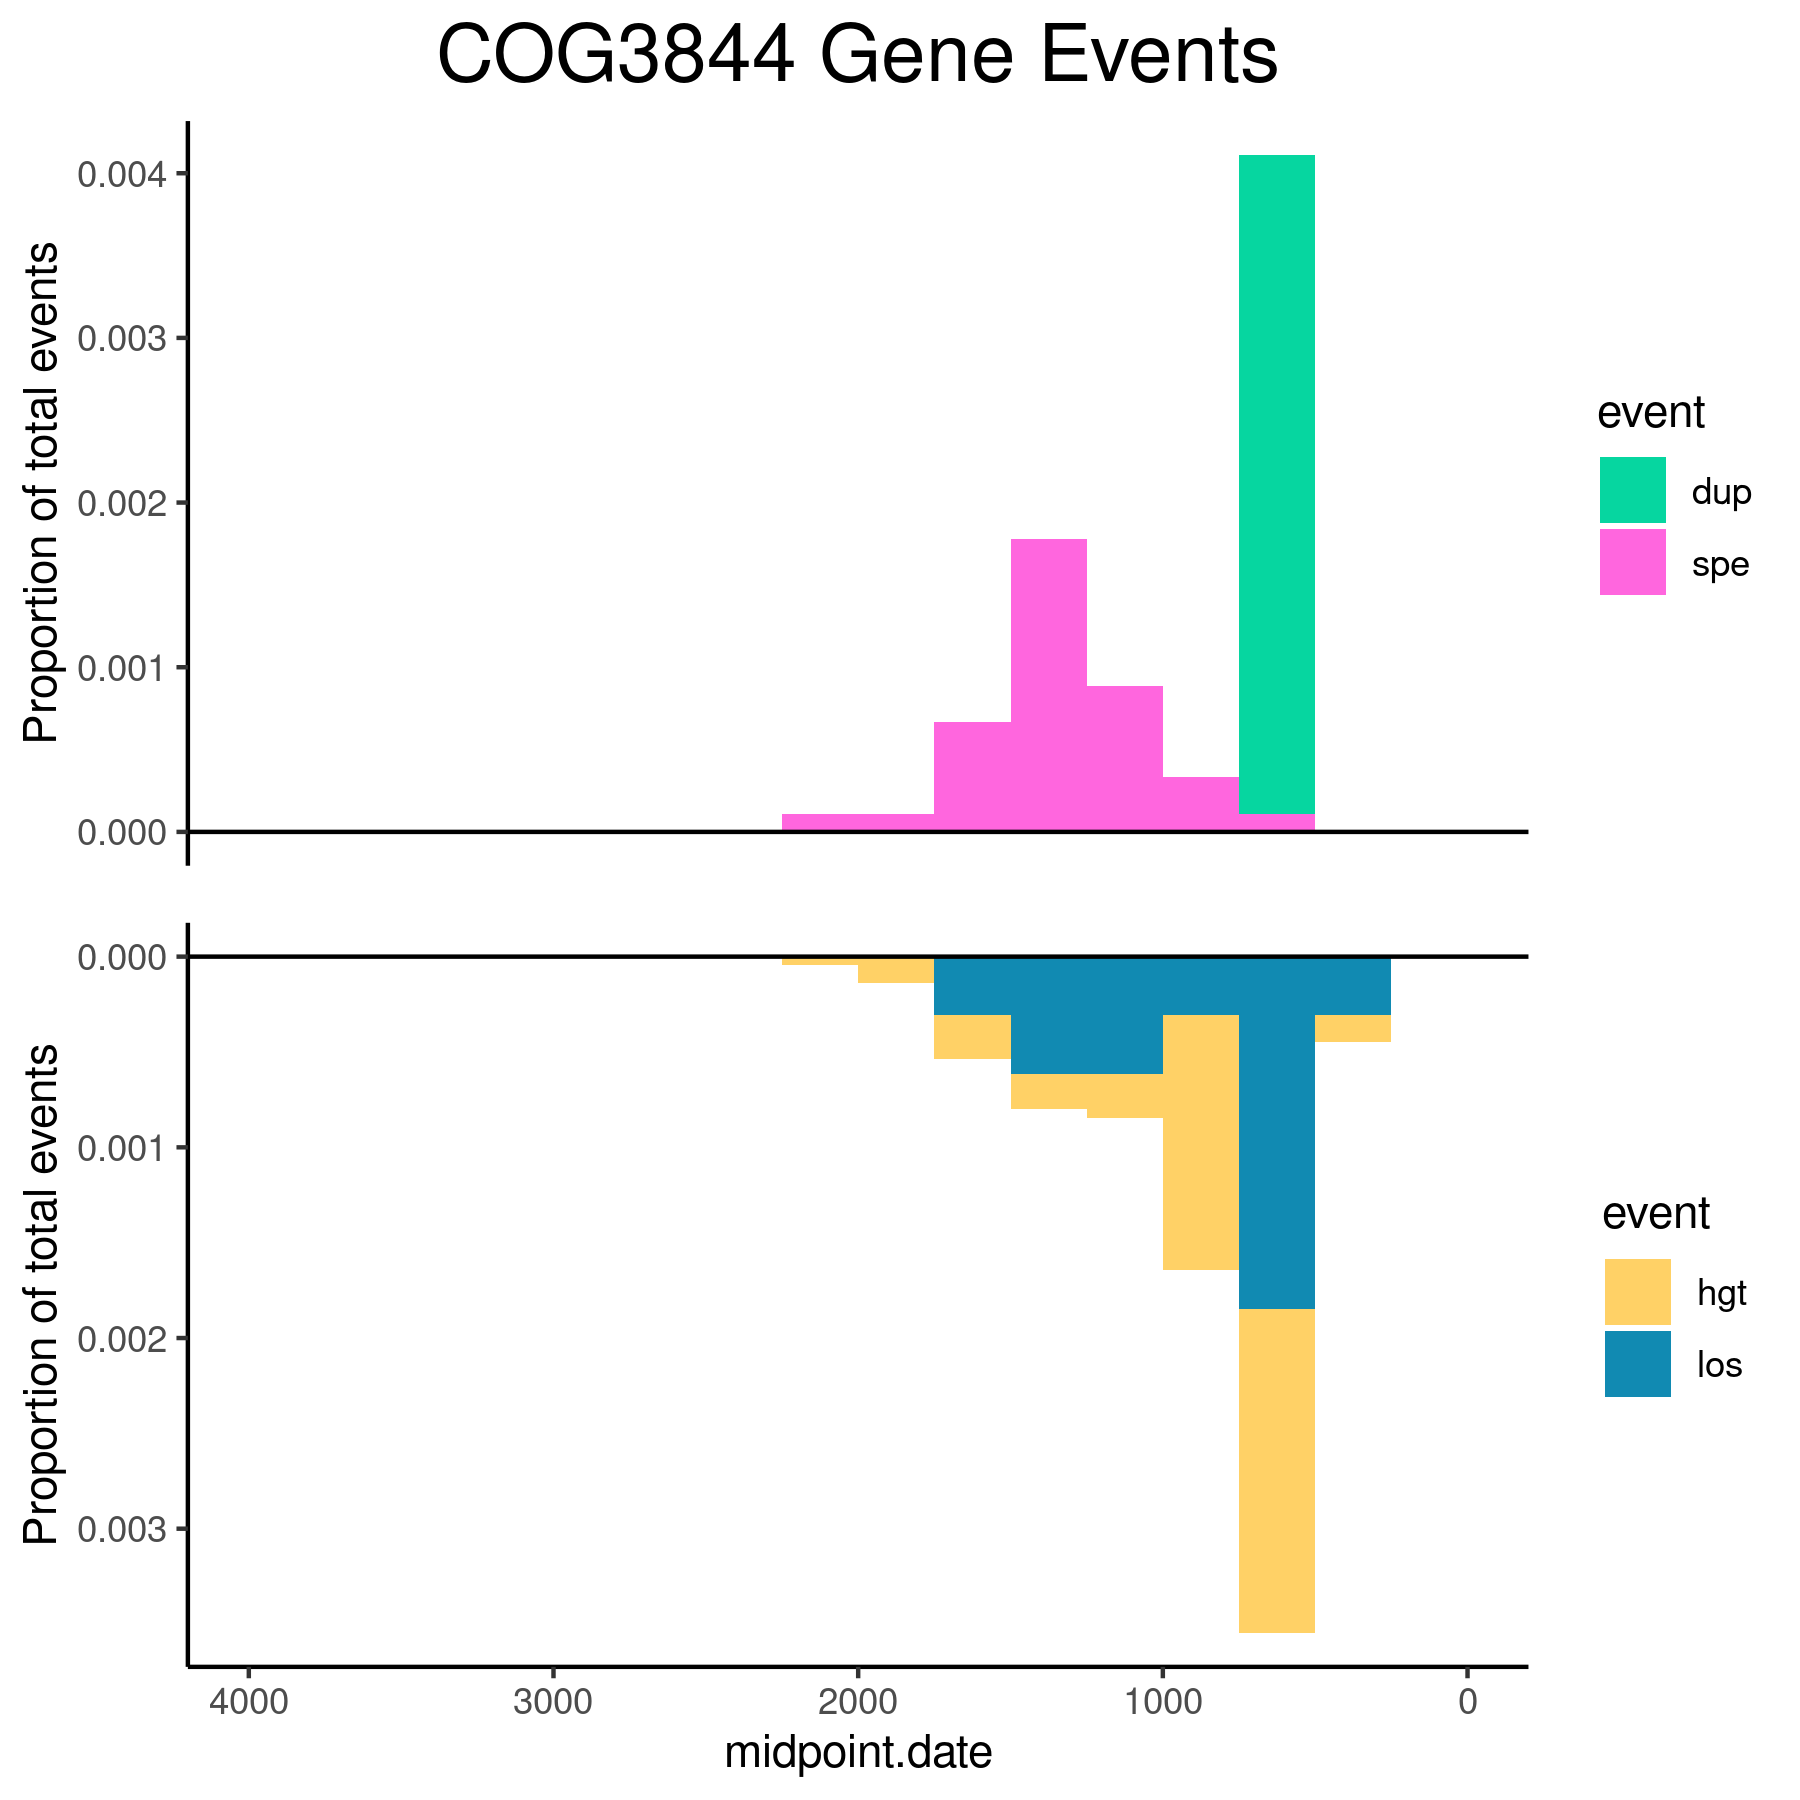 COG3844 Gene Events
Proportion of total events
0.004
0.003
0.002
0.001
0.000
event
dup
spe
Proportion of total events
0.000
0.001
0.002
0.003
event
hgt
los
4000 3000 2000 1000 0
midpoint.date